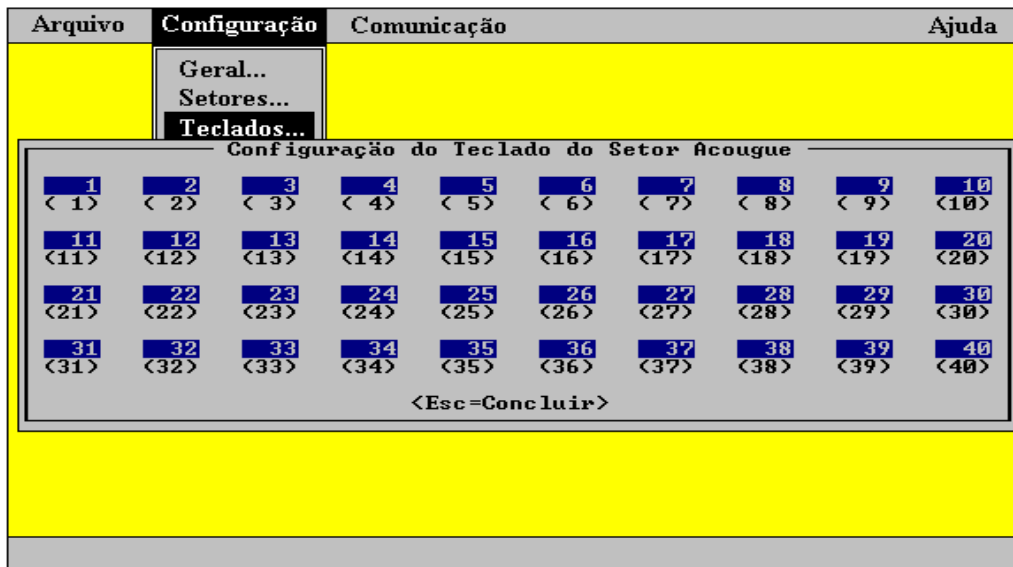 Arquivo Configuração Comunicação Ajuda
Geral...
Setores...
Teclados...
Configuração do Teclado do Setor Acougue
1 2 3 4 5 6 7 8 9 10
( 1) ( 2) ( 3) ( 4) ( 5) ( 6) ( 7) ( 8) ( 9) (10)
11 12 13 14 15 16 17 18 19 20
(11) (12) (13) (14) (15) (16) (17) (18) (19) (20)
21 22 23 24 25 26 27 28 29 30
(21) (22) (23) (24) (25) (26) (27) (28) (29) (30)
31 32 33 34 35 36 37 38 39 40
(31) (32) (33) (34) (35) (36) (37) (38) (39) (40)
<Esc=Concluir>